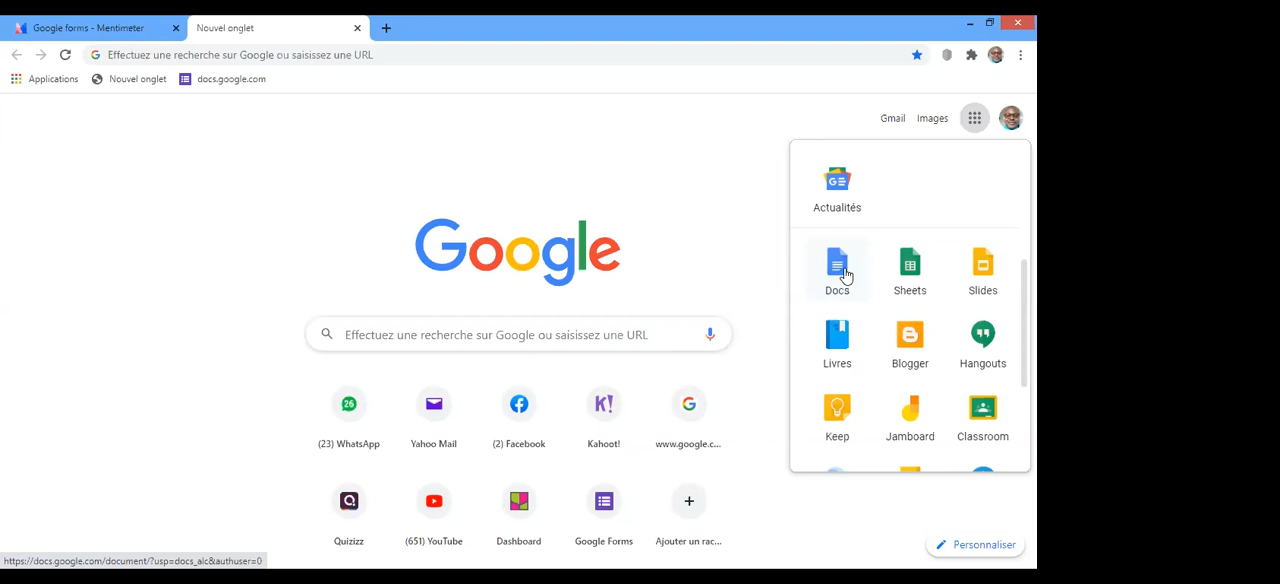 Google forms - Mentimeter
Nouvel onglet
Effectuez une recherche sur Google ou saisissez une URL
Applications
Nouvel onglet
docs.google.com
Gmail
Images
GE
Actualités
Google
Docs
Sheets
Slides
Effectuez une recherche sur Google ou saisissez une URL
Livres
Blogger
Hangouts
26
K!
(23) WhatsApp
Yahoo Mail
(2) Facebook
Kahoot!
www.google.c...
Keep
Jamboard
Classroom
Quizizz
(651) YouTube
Dashboard
Google Forms
Ajouter un rac...
Personnaliser
https://docs.google.com/document/?usp=docs_alc&authuser=0